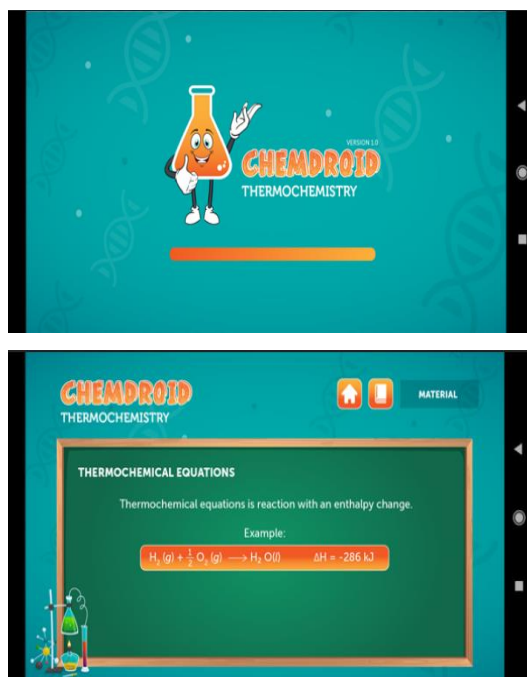 VERSION 1.0
CHEMDROID
THERMOCHEMISTRY
CHEMDROID
THERMOCHEMISTRY
MATERIAL
THERMOCHEMICAL EQUATIONS
Thermochemical equations is reaction with an enthalpy change.
Example:
H₂ (g) + ½ O₂ (g) ⟶ H₂ O(l) ΔH = -286 kJ